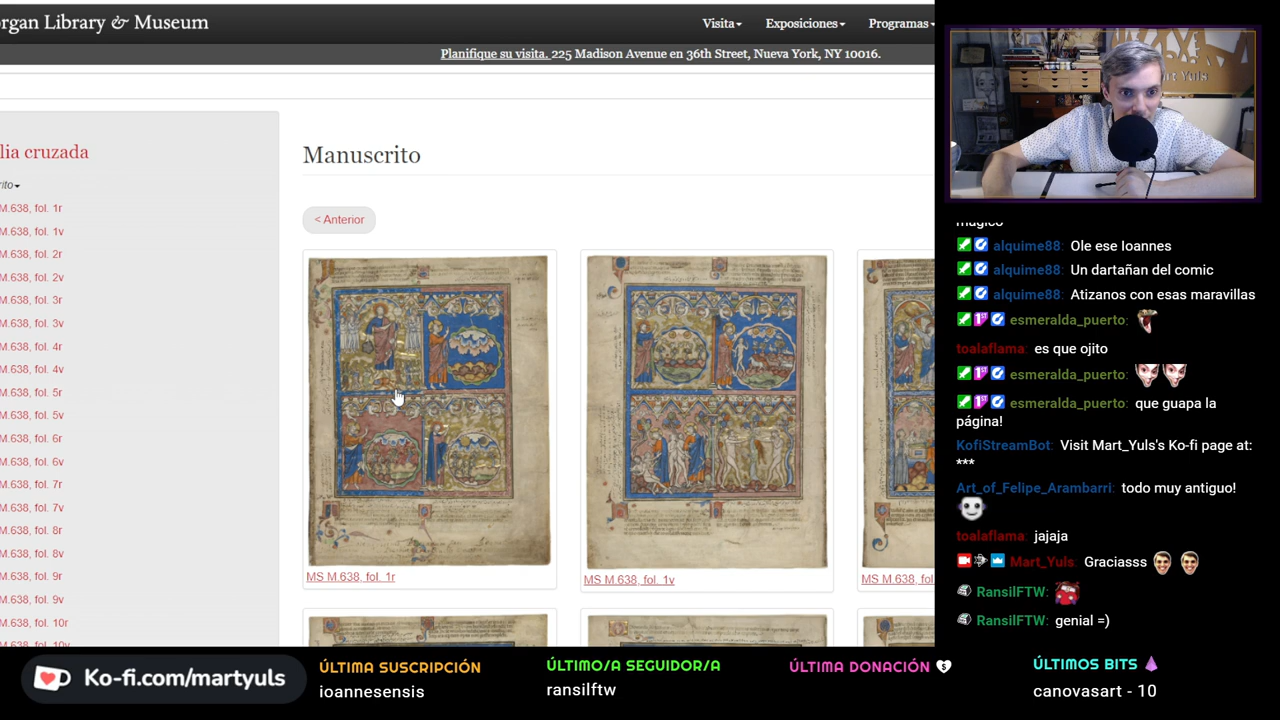 organ Library & Museum
Visita
Exposiciones
Programas
Planifique su visita. 225 Madison Avenue en 36th Street, Nueva York, NY 10016.
lia cruzada
Manuscrito
rito
M.638, fol. 1r
M.638, fol. 1v
M.638, fol. 2r
M.638, fol. 2v
M.638, fol. 3r
M.638, fol. 3v
M.638, fol. 4r
M.638, fol. 4v
M.638, fol. 5r
M.638, fol. 5v
M.638, fol. 6r
M.638, fol. 6v
M.638, fol. 7r
M.638, fol. 7v
M.638, fol. 8r
M.638, fol. 8v
M.638, fol. 9r
M.638, fol. 9v
M.638, fol. 10r
M.638, fol. 10v
< Anterior
MS M.638, fol. 1r
MS M.638, fol. 1v
MS M.638, fol
mágico
alquime88: Ole ese Ioannes
alquime88: Un dartañan del comic
alquime88: Atizanos con esas maravillas
esmeralda_puerto:
toalaflama: es que ojito
esmeralda_puerto:
esmeralda_puerto: que guapa la
página!
KofiStreamBot: Visit Mart_Yuls's Ko-fi page at:
***
Art_of_Felipe_Arambarri: todo muy antiguo!
toalaflama: jajaja
Mart_Yuls: Graciasss
RansilFTW:
RansilFTW: genial =)
Ko-fi.com/martyuls
ÚLTIMA SUSCRIPCIÓN
ioannesensis
ÚLTIMO/A SEGUIDOR/A
ransilftw
ÚLTIMA DONACIÓN
ÚLTIMOS BITS
canovasart - 10